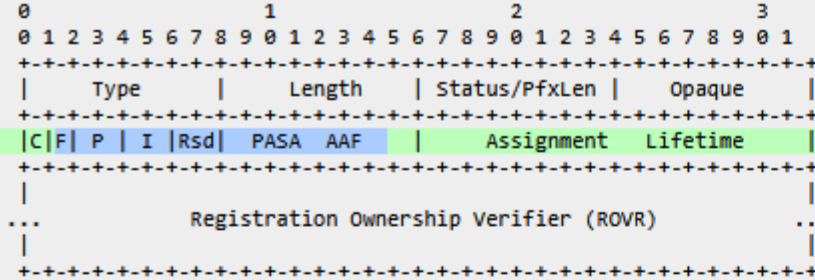 0                   1                   2                   3
0 1 2 3 4 5 6 7 8 9 0 1 2 3 4 5 6 7 8 9 0 1 2 3 4 5 6 7 8 9 0 1
+-+-+-+-+-+-+-+-+-+-+-+-+-+-+-+-+-+-+-+-+-+-+-+-+-+-+-+-+-+-+-+-+
|     Type      |     Length    | Status/PfxLen |    Opaque     |
+-+-+-+-+-+-+-+-+-+-+-+-+-+-+-+-+-+-+-+-+-+-+-+-+-+-+-+-+-+-+-+-+
|C|F| P | I |Rsd|  PASA  AAF    |     Assignment   Lifetime     |
+-+-+-+-+-+-+-+-+-+-+-+-+-+-+-+-+-+-+-+-+-+-+-+-+-+-+-+-+-+-+-+-+
|                                                               |
...            Registration Ownership Verifier (ROVR)           ..
|                                                               |
+-+-+-+-+-+-+-+-+-+-+-+-+-+-+-+-+-+-+-+-+-+-+-+-+-+-+-+-+-+-+-+-+